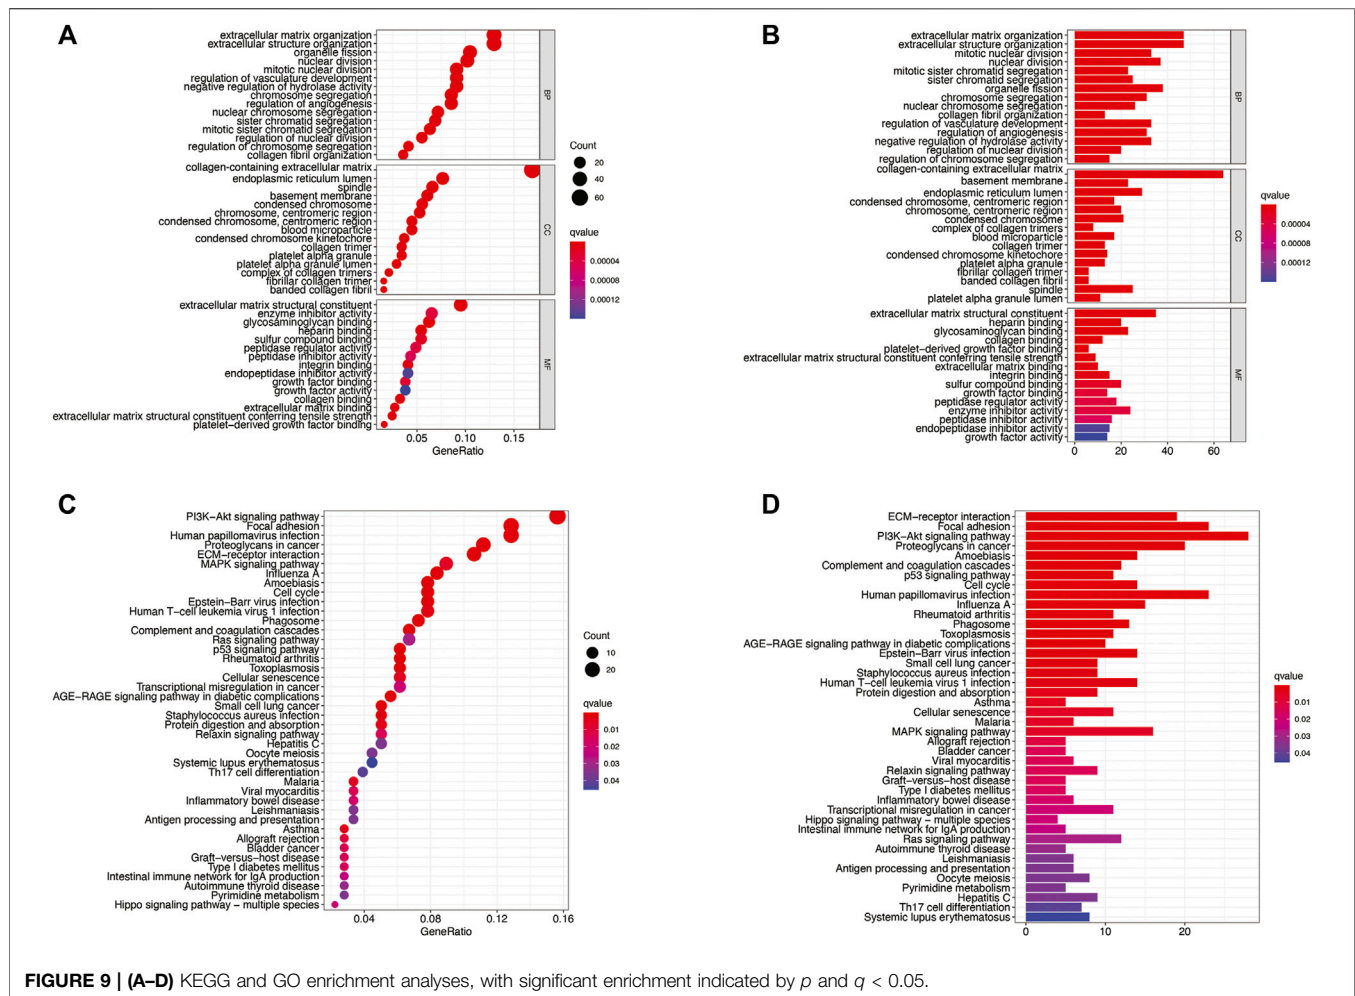 A
extracellular matrix organization
extracellular structure organization
organelle fission
nuclear division
mitotic nuclear division
regulation of vasculature development
negative regulation of hydrolase activity
chromosome segregation
regulation of angiogenesis
nuclear chromosome segregation
sister chromatid segregation
mitotic sister chromatid segregation
regulation of nuclear division
regulation of chromosome segregation
collagen fibril organization
BP
collagen-containing extracellular matrix
endoplasmic reticulum lumen
spindle
basement membrane
condensed chromosome
chromosome, centromeric region
condensed chromosome, centromeric region
blood microparticle
condensed chromosome kinetochore
collagen trimer
platelet alpha granule
platelet alpha granule lumen
complex of collagen trimers
fibrillar collagen trimer
banded collagen fibril
CC
extracellular matrix structural constituent
enzyme inhibitor activity
glycosaminoglycan binding
heparin binding
sulfur compound binding
peptidase regulator activity
peptidase inhibitor activity
integrin binding
endopeptidase inhibitor activity
growth factor binding
growth factor activity
collagen binding
extracellular matrix binding
extracellular matrix structural constituent conferring tensile strength
platelet−derived growth factor binding
MF
0.05 0.10 0.15
GeneRatio
Count
20
40
60
qvalue
0.00004
0.00008
0.00012
B
extracellular matrix organization
extracellular structure organization
mitotic nuclear division
nuclear division
mitotic sister chromatid segregation
sister chromatid segregation
organelle fission
chromosome segregation
nuclear chromosome segregation
collagen fibril organization
regulation of vasculature development
regulation of angiogenesis
negative regulation of hydrolase activity
regulation of nuclear division
regulation of chromosome segregation
BP
collagen-containing extracellular matrix
basement membrane
endoplasmic reticulum lumen
condensed chromosome, centromeric region
chromosome, centromeric region
condensed chromosome
complex of collagen trimers
blood microparticle
collagen trimer
condensed chromosome kinetochore
platelet alpha granule
fibrillar collagen trimer
banded collagen fibril
spindle
platelet alpha granule lumen
CC
extracellular matrix structural constituent
heparin binding
glycosaminoglycan binding
collagen binding
platelet−derived growth factor binding
extracellular matrix structural constituent conferring tensile strength
extracellular matrix binding
integrin binding
sulfur compound binding
growth factor binding
peptidase regulator activity
enzyme inhibitor activity
peptidase inhibitor activity
endopeptidase inhibitor activity
growth factor activity
MF
0 20 40 60
qvalue
0.00004
0.00008
0.00012
C
PI3K−Akt signaling pathway
Focal adhesion
Human papillomavirus infection
Proteoglycans in cancer
ECM−receptor interaction
MAPK signaling pathway
Influenza A
Amoebiasis
Cell cycle
Epstein−Barr virus infection
Human T−cell leukemia virus 1 infection
Phagosome
Complement and coagulation cascades
Ras signaling pathway
p53 signaling pathway
Rheumatoid arthritis
Toxoplasmosis
Cellular senescence
Transcriptional misregulation in cancer
AGE−RAGE signaling pathway in diabetic complications
Small cell lung cancer
Staphylococcus aureus infection
Protein digestion and absorption
Relaxin signaling pathway
Hepatitis C
Oocyte meiosis
Systemic lupus erythematosus
Th17 cell differentiation
Malaria
Viral myocarditis
Inflammatory bowel disease
Leishmaniasis
Antigen processing and presentation
Asthma
Allograft rejection
Bladder cancer
Graft−versus−host disease
Type I diabetes mellitus
Intestinal immune network for IgA production
Autoimmune thyroid disease
Pyrimidine metabolism
Hippo signaling pathway − multiple species
0.04 0.08 0.12 0.16
GeneRatio
Count
10
20
qvalue
0.01
0.02
0.03
0.04
D
ECM−receptor interaction
Focal adhesion
PI3K−Akt signaling pathway
Proteoglycans in cancer
Amoebiasis
Complement and coagulation cascades
p53 signaling pathway
Cell cycle
Human papillomavirus infection
Influenza A
Rheumatoid arthritis
Phagosome
Toxoplasmosis
AGE−RAGE signaling pathway in diabetic complications
Epstein−Barr virus infection
Small cell lung cancer
Staphylococcus aureus infection
Human T−cell leukemia virus 1 infection
Protein digestion and absorption
Asthma
Cellular senescence
Malaria
MAPK signaling pathway
Allograft rejection
Bladder cancer
Viral myocarditis
Relaxin signaling pathway
Graft−versus−host disease
Type I diabetes mellitus
Inflammatory bowel disease
Transcriptional misregulation in cancer
Hippo signaling pathway − multiple species
Intestinal immune network for IgA production
Ras signaling pathway
Autoimmune thyroid disease
Leishmaniasis
Antigen processing and presentation
Oocyte meiosis
Pyrimidine metabolism
Hepatitis C
Th17 cell differentiation
Systemic lupus erythematosus
0 10 20
qvalue
0.01
0.02
0.03
0.04
FIGURE 9 | (A–D) KEGG and GO enrichment analyses, with significant enrichment indicated by p and q < 0.05.